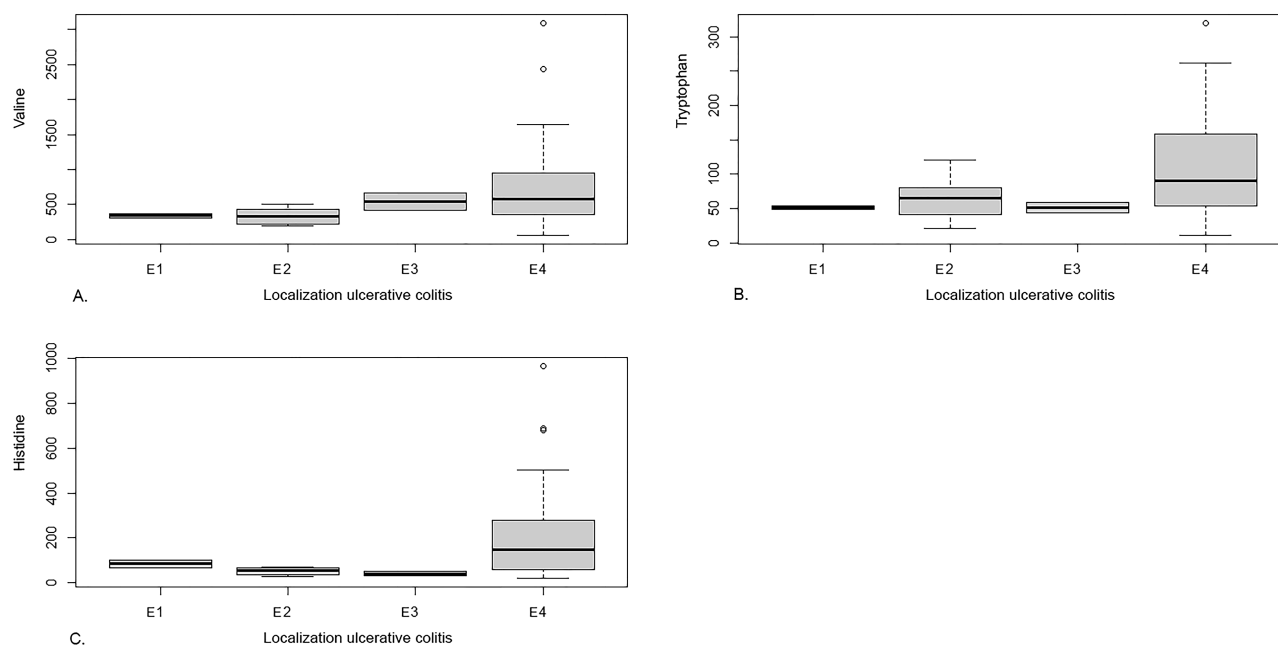 Valine
0
500
1500
2500
E1
E2
E3
E4
A.
Localization ulcerative colitis
Tryptophan
0
50
100
200
300
E1
E2
E3
E4
B.
Localization ulcerative colitis
Histidine
0
200
400
600
800
1000
E1
E2
E3
E4
C.
Localization ulcerative colitis